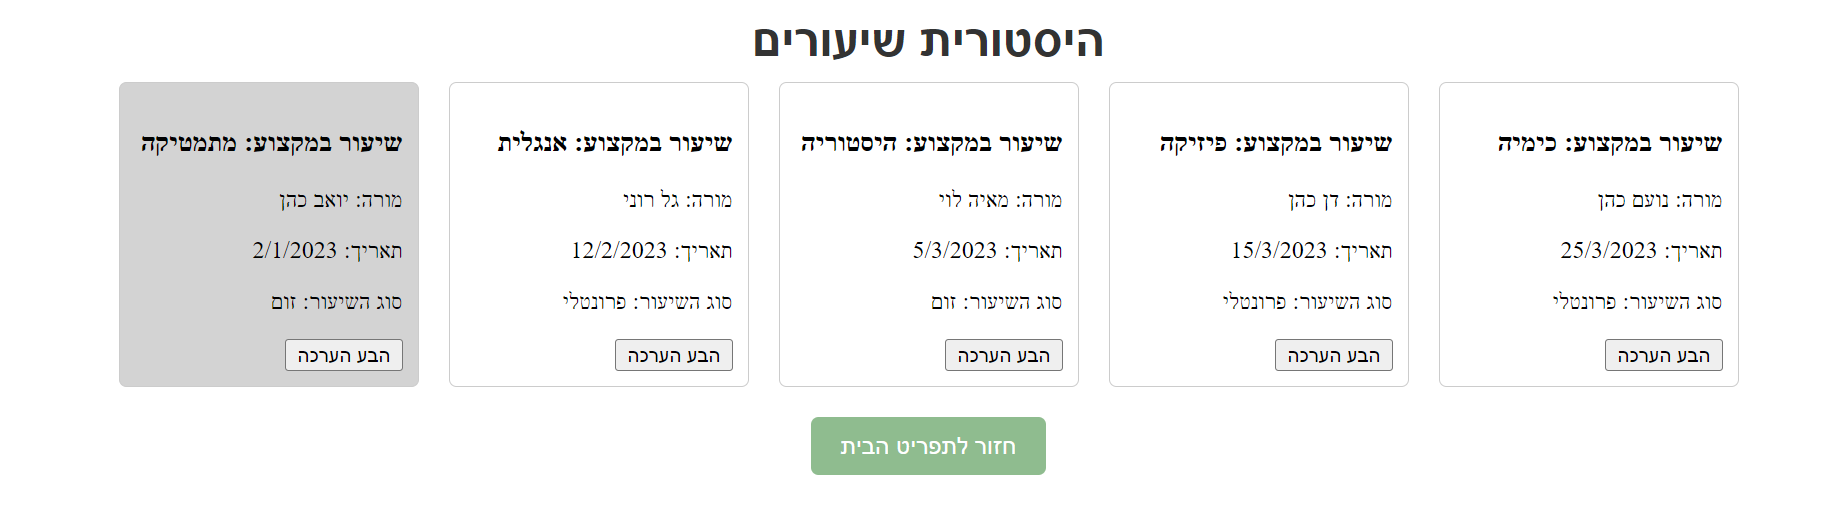 היסטורית שיעורים
שיעור במקצוע: כימיה
מורה: נועם כהן
תאריך: 25/3/2023
סוג השיעור: פרונטלי
הבע הערכה
שיעור במקצוע: פיזיקה
מורה: דן כהן
תאריך: 15/3/2023
סוג השיעור: פרונטלי
הבע הערכה
שיעור במקצוע: היסטוריה
מורה: מאיה לוי
תאריך: 5/3/2023
סוג השיעור: זום
הבע הערכה
שיעור במקצוע: אנגלית
מורה: גל רוני
תאריך: 12/2/2023
סוג השיעור: פרונטלי
הבע הערכה
שיעור במקצוע: מתמטיקה
מורה: יואב כהן
תאריך: 2/1/2023
סוג השיעור: זום
הבע הערכה
חזור לתפריט הבית